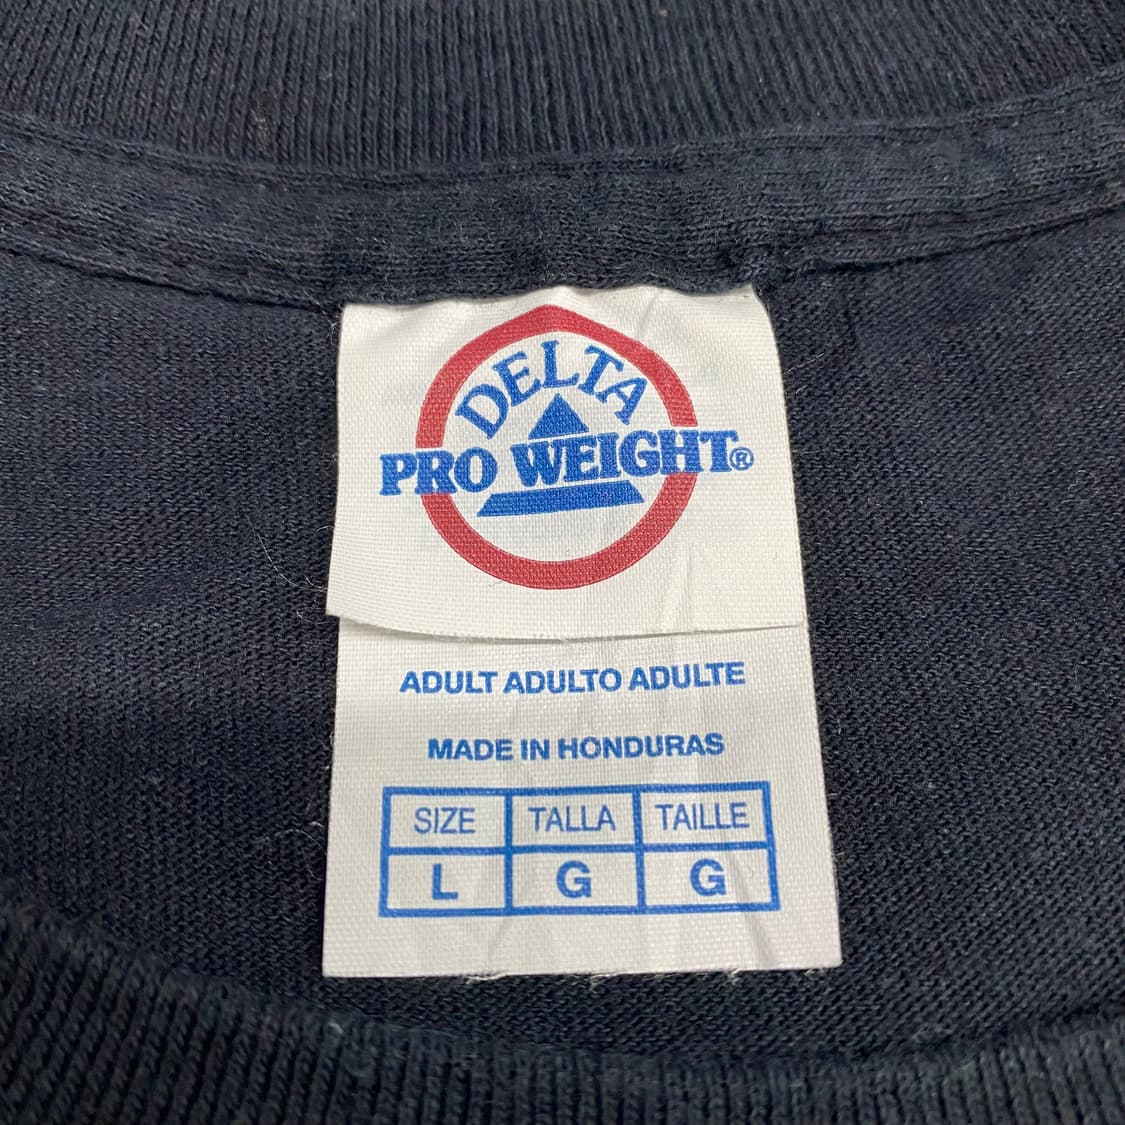 DELTA
PRO WEIGHT®
ADULT ADULTO ADULTE
MADE IN HONDURAS
SIZE TALLA TAILLE
L G G